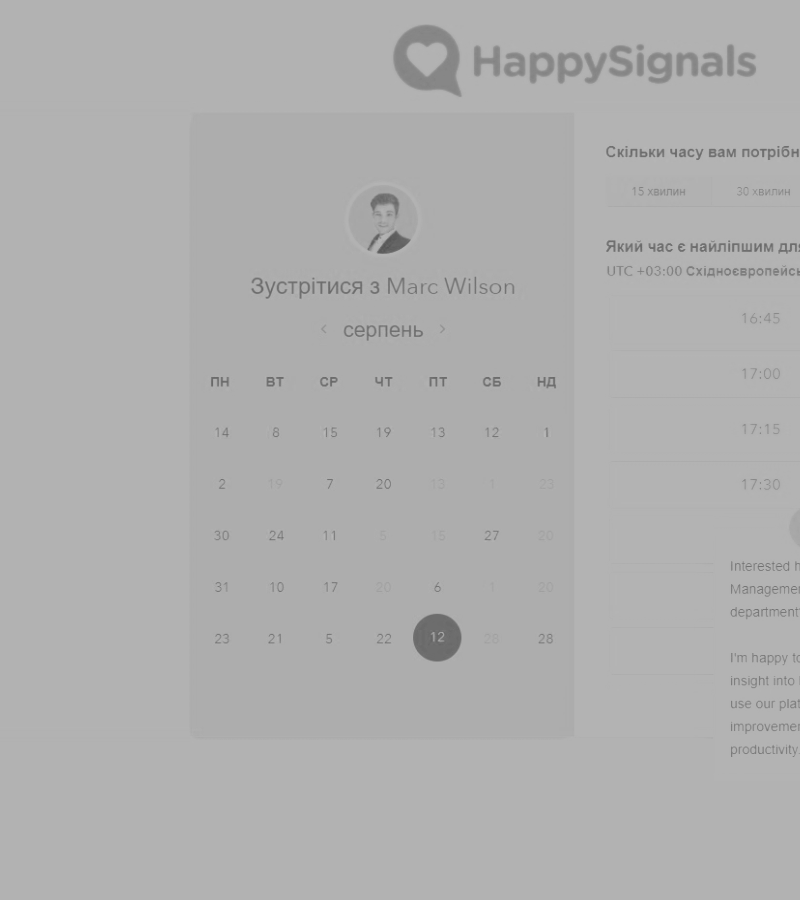 HappySignals
Зустрітися з Marc Wilson
серпень
ПН ВТ СР ЧТ ПТ СБ НД
14 8 15 19 13 12 1
2 19 7 20 13 1 23
30 24 11 5 15 27 20
31 10 17 20 6 1 20
23 21 5 22 12 28 28
Скільки часу вам потрібн
15 хвилин 30 хвилин
Який час є найліпшим для
UTC +03:00 Східноєвропейсь
16:45
17:00
17:15
17:30
Interested h
Managemen
department
I'm happy to
insight into
use our plat
improvemen
productivity.